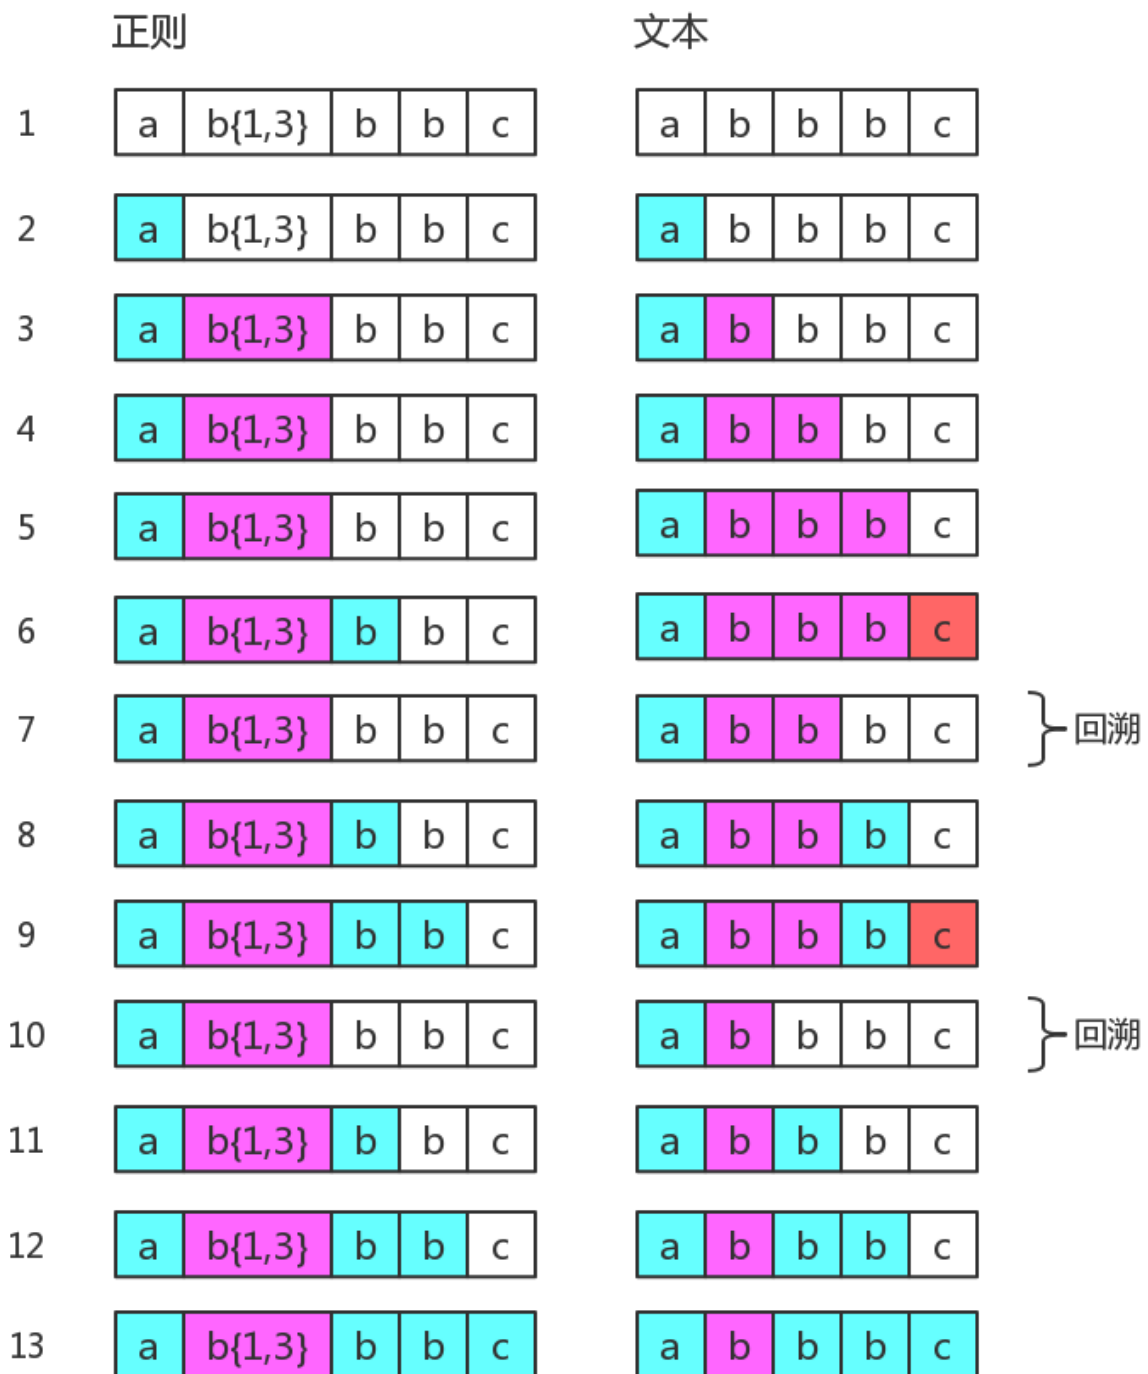 正则 文本
1 a b{1,3} b b c a b b b c
2 a b{1,3} b b c a b b b c
3 a b{1,3} b b c a b b b c
4 a b{1,3} b b c a b b b c
5 a b{1,3} b b c a b b b c
6 a b{1,3} b b c a b b b c
7 a b{1,3} b b c a b b b c 回溯
8 a b{1,3} b b c a b b b c
9 a b{1,3} b b c a b b b c
10 a b{1,3} b b c a b b b c 回溯
11 a b{1,3} b b c a b b b c
12 a b{1,3} b b c a b b b c
13 a b{1,3} b b c a b b b c